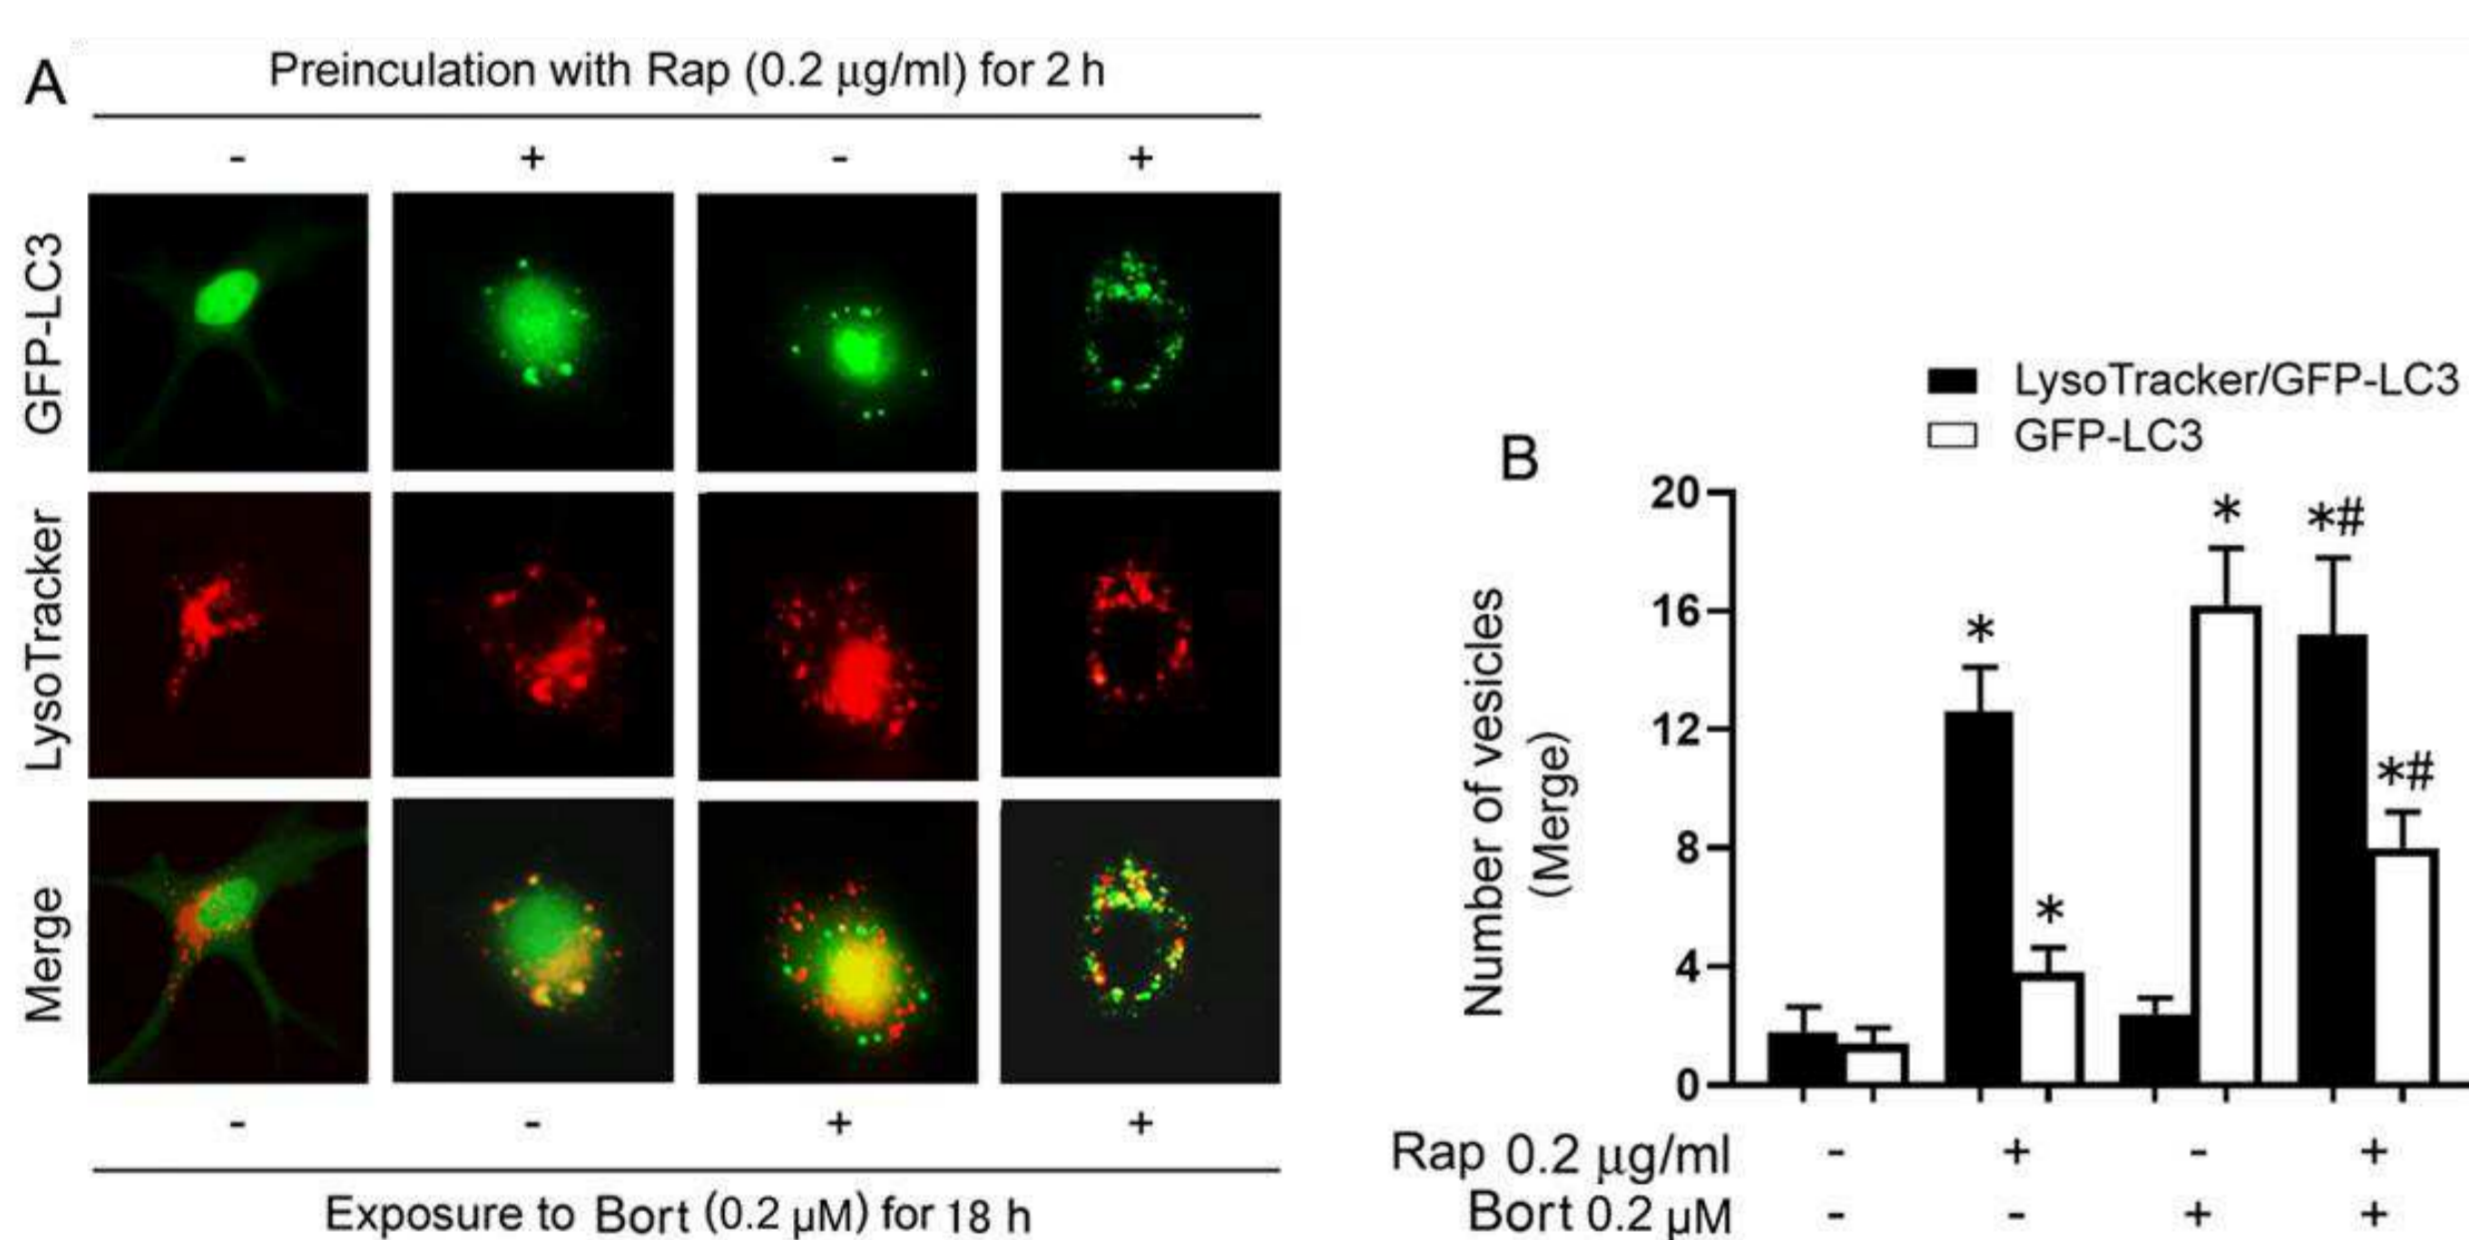 A
Preinculation with Rap (0.2 μg/ml) for 2 h
- + - +
GFP-LC3
LysoTracker
Merge
- - + +
Exposure to Bort (0.2 μM) for 18 h
B
LysoTracker/GFP-LC3
GFP-LC3
Number of vesicles
(Merge)
20
16
12
8
4
0
*
*
*
*#
*#
Rap 0.2 μg/ml - + - +
Bort 0.2 μM - - + +